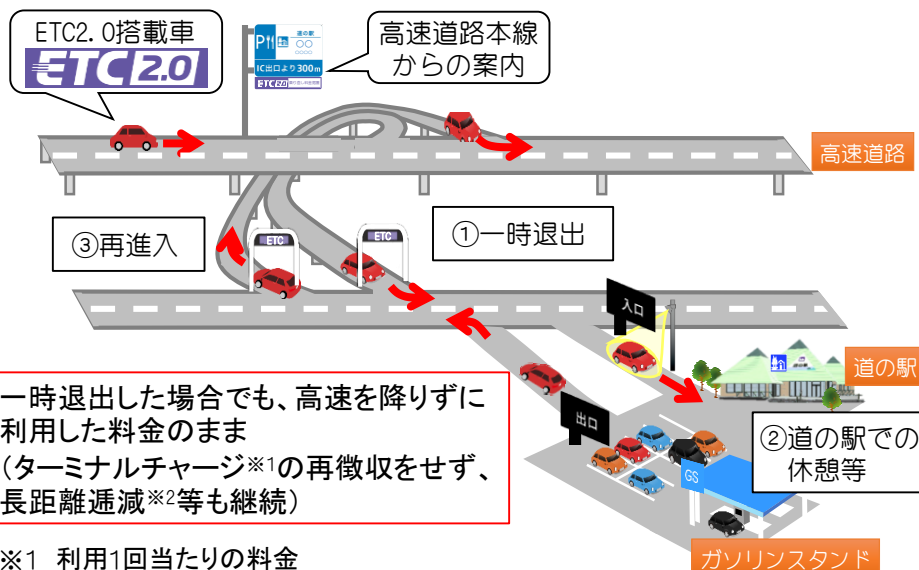 ETC2.0搭載車
ETC 2.0
P
道の駅
○○
○○○○
IC出口より300m
ETC2.0
高速道路本線
からの案内
高速道路
③再進入
ETC
ETC
①一時退出
入口
道の駅
一時退出した場合でも、高速を降りずに
利用した料金のまま
(ターミナルチャージ※1の再徴収をせず、
長距離逓減※2等も継続)
出口
②道の駅での
休憩等
GS
※1 利用1回当たりの料金
ガソリンスタンド